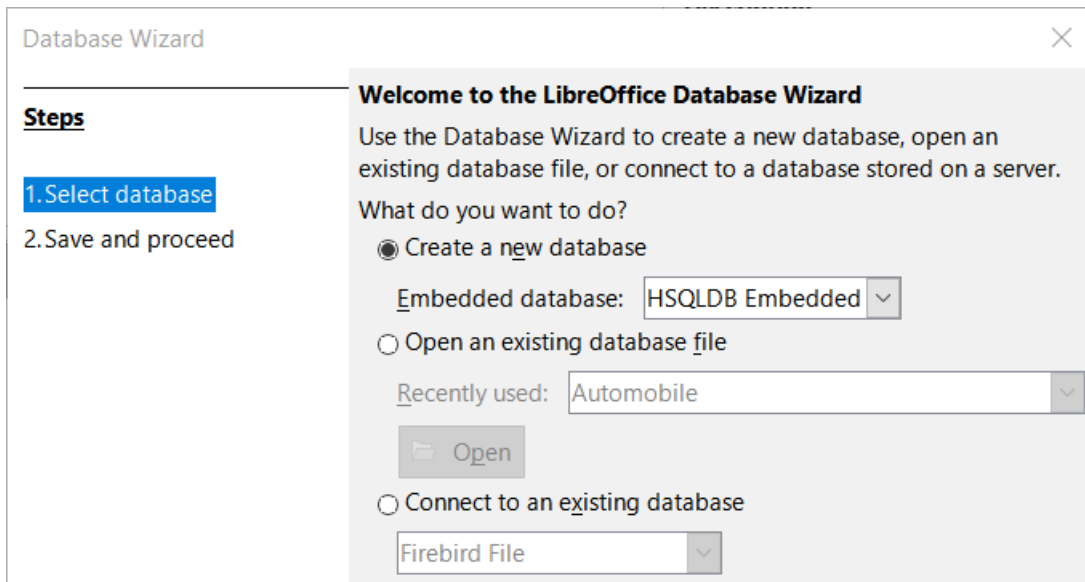 Database Wizard
Steps
1.Select database
2.Save and proceed
Welcome to the LibreOffice Database Wizard
Use the Database Wizard to create a new database, open an
existing database file, or connect to a database stored on a server.
What do you want to do?
Create a new database
Embedded database: HSQLDB Embedded
Open an existing database file
Recently used: Automobile
Open
Connect to an existing database
Firebird File